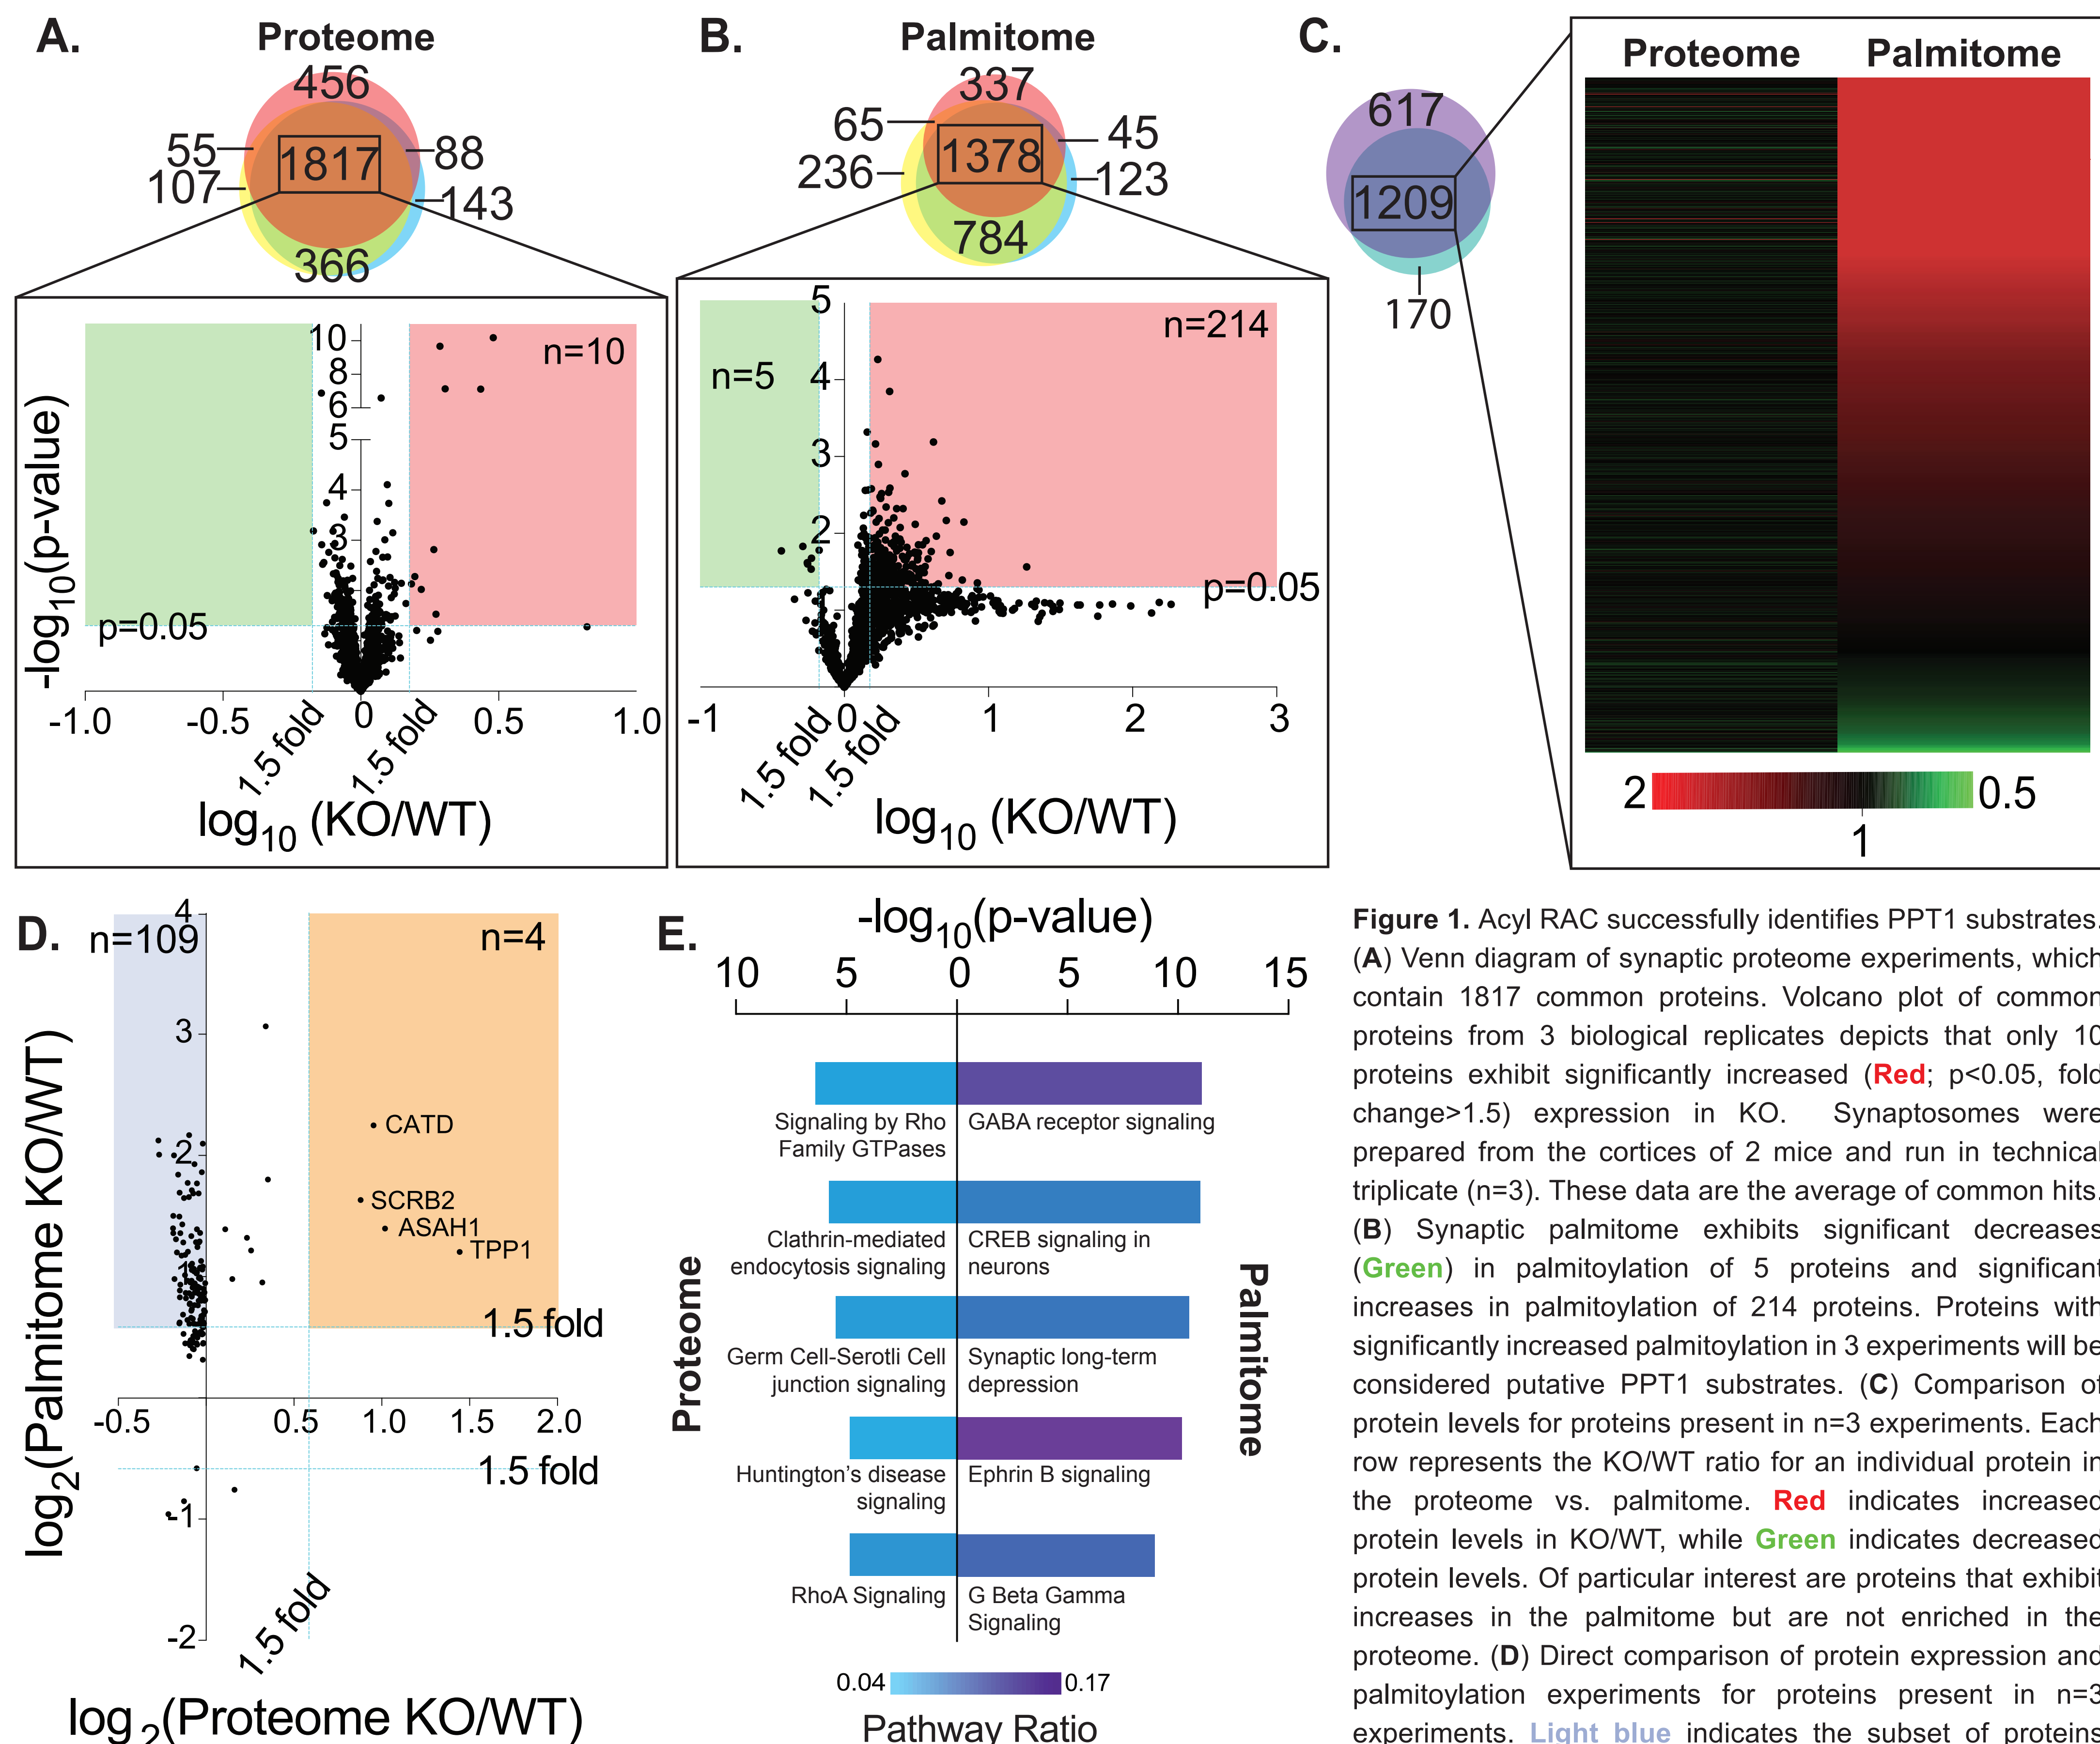 A.
Proteome
456
55
88
1817
107
143
366
10
n=10
8
6
5
4
3
-log10(p-value)
p=0.05
-1.0
-0.5
0
0.5
1.0
1.5 fold
1.5 fold
log10 (KO/WT)
B.
Palmitome
337
65
45
1378
236
123
784
5
n=214
n=5
4
3
2
p=0.05
-1
0
1
2
3
1.5 fold
1.5 fold
log10 (KO/WT)
C.
617
1209
170
Proteome
Palmitome
2
0.5
1
D.
4
n=109
n=4
3
CATD
2
SCRB2
ASAH1
TPP1
1
1.5 fold
-0.5
0.5
1.0
1.5
2.0
1.5 fold
-1
-2
1.5 fold
log2(Palmitome KO/WT)
log2(Proteome KO/WT)
E.
-log10(p-value)
10
5
0
5
10
15
Proteome
Palmitome
Signaling by Rho
Family GTPases
GABA receptor signaling
Clathrin-mediated
endocytosis signaling
CREB signaling in
neurons
Germ Cell-Serotli Cell
junction signaling
Synaptic long-term
depression
Huntington's disease
signaling
Ephrin B signaling
RhoA Signaling
G Beta Gamma
Signaling
0.04
0.17
Pathway Ratio
Figure 1. Acyl RAC successfully identifies PPT1 substrates.
(A) Venn diagram of synaptic proteome experiments, which
contain 1817 common proteins. Volcano plot of common
proteins from 3 biological replicates depicts that only 10
proteins exhibit significantly increased (Red; p<0.05, fold
change>1.5) expression in KO. Synaptosomes were
prepared from the cortices of 2 mice and run in technical
triplicate (n=3). These data are the average of common hits.
(B) Synaptic palmitome exhibits significant decreases
(Green) in palmitoylation of 5 proteins and significant
increases in palmitoylation of 214 proteins. Proteins with
significantly increased palmitoylation in 3 experiments will be
considered putative PPT1 substrates. (C) Comparison of
protein levels for proteins present in n=3 experiments. Each
row represents the KO/WT ratio for an individual protein in
the proteome vs. palmitome. Red indicates increased
protein levels in KO/WT, while Green indicates decreased
protein levels. Of particular interest are proteins that exhibit
increases in the palmitome but are not enriched in the
proteome. (D) Direct comparison of protein expression and
palmitoylation experiments for proteins present in n=3
experiments. Light blue indicates the subset of proteins